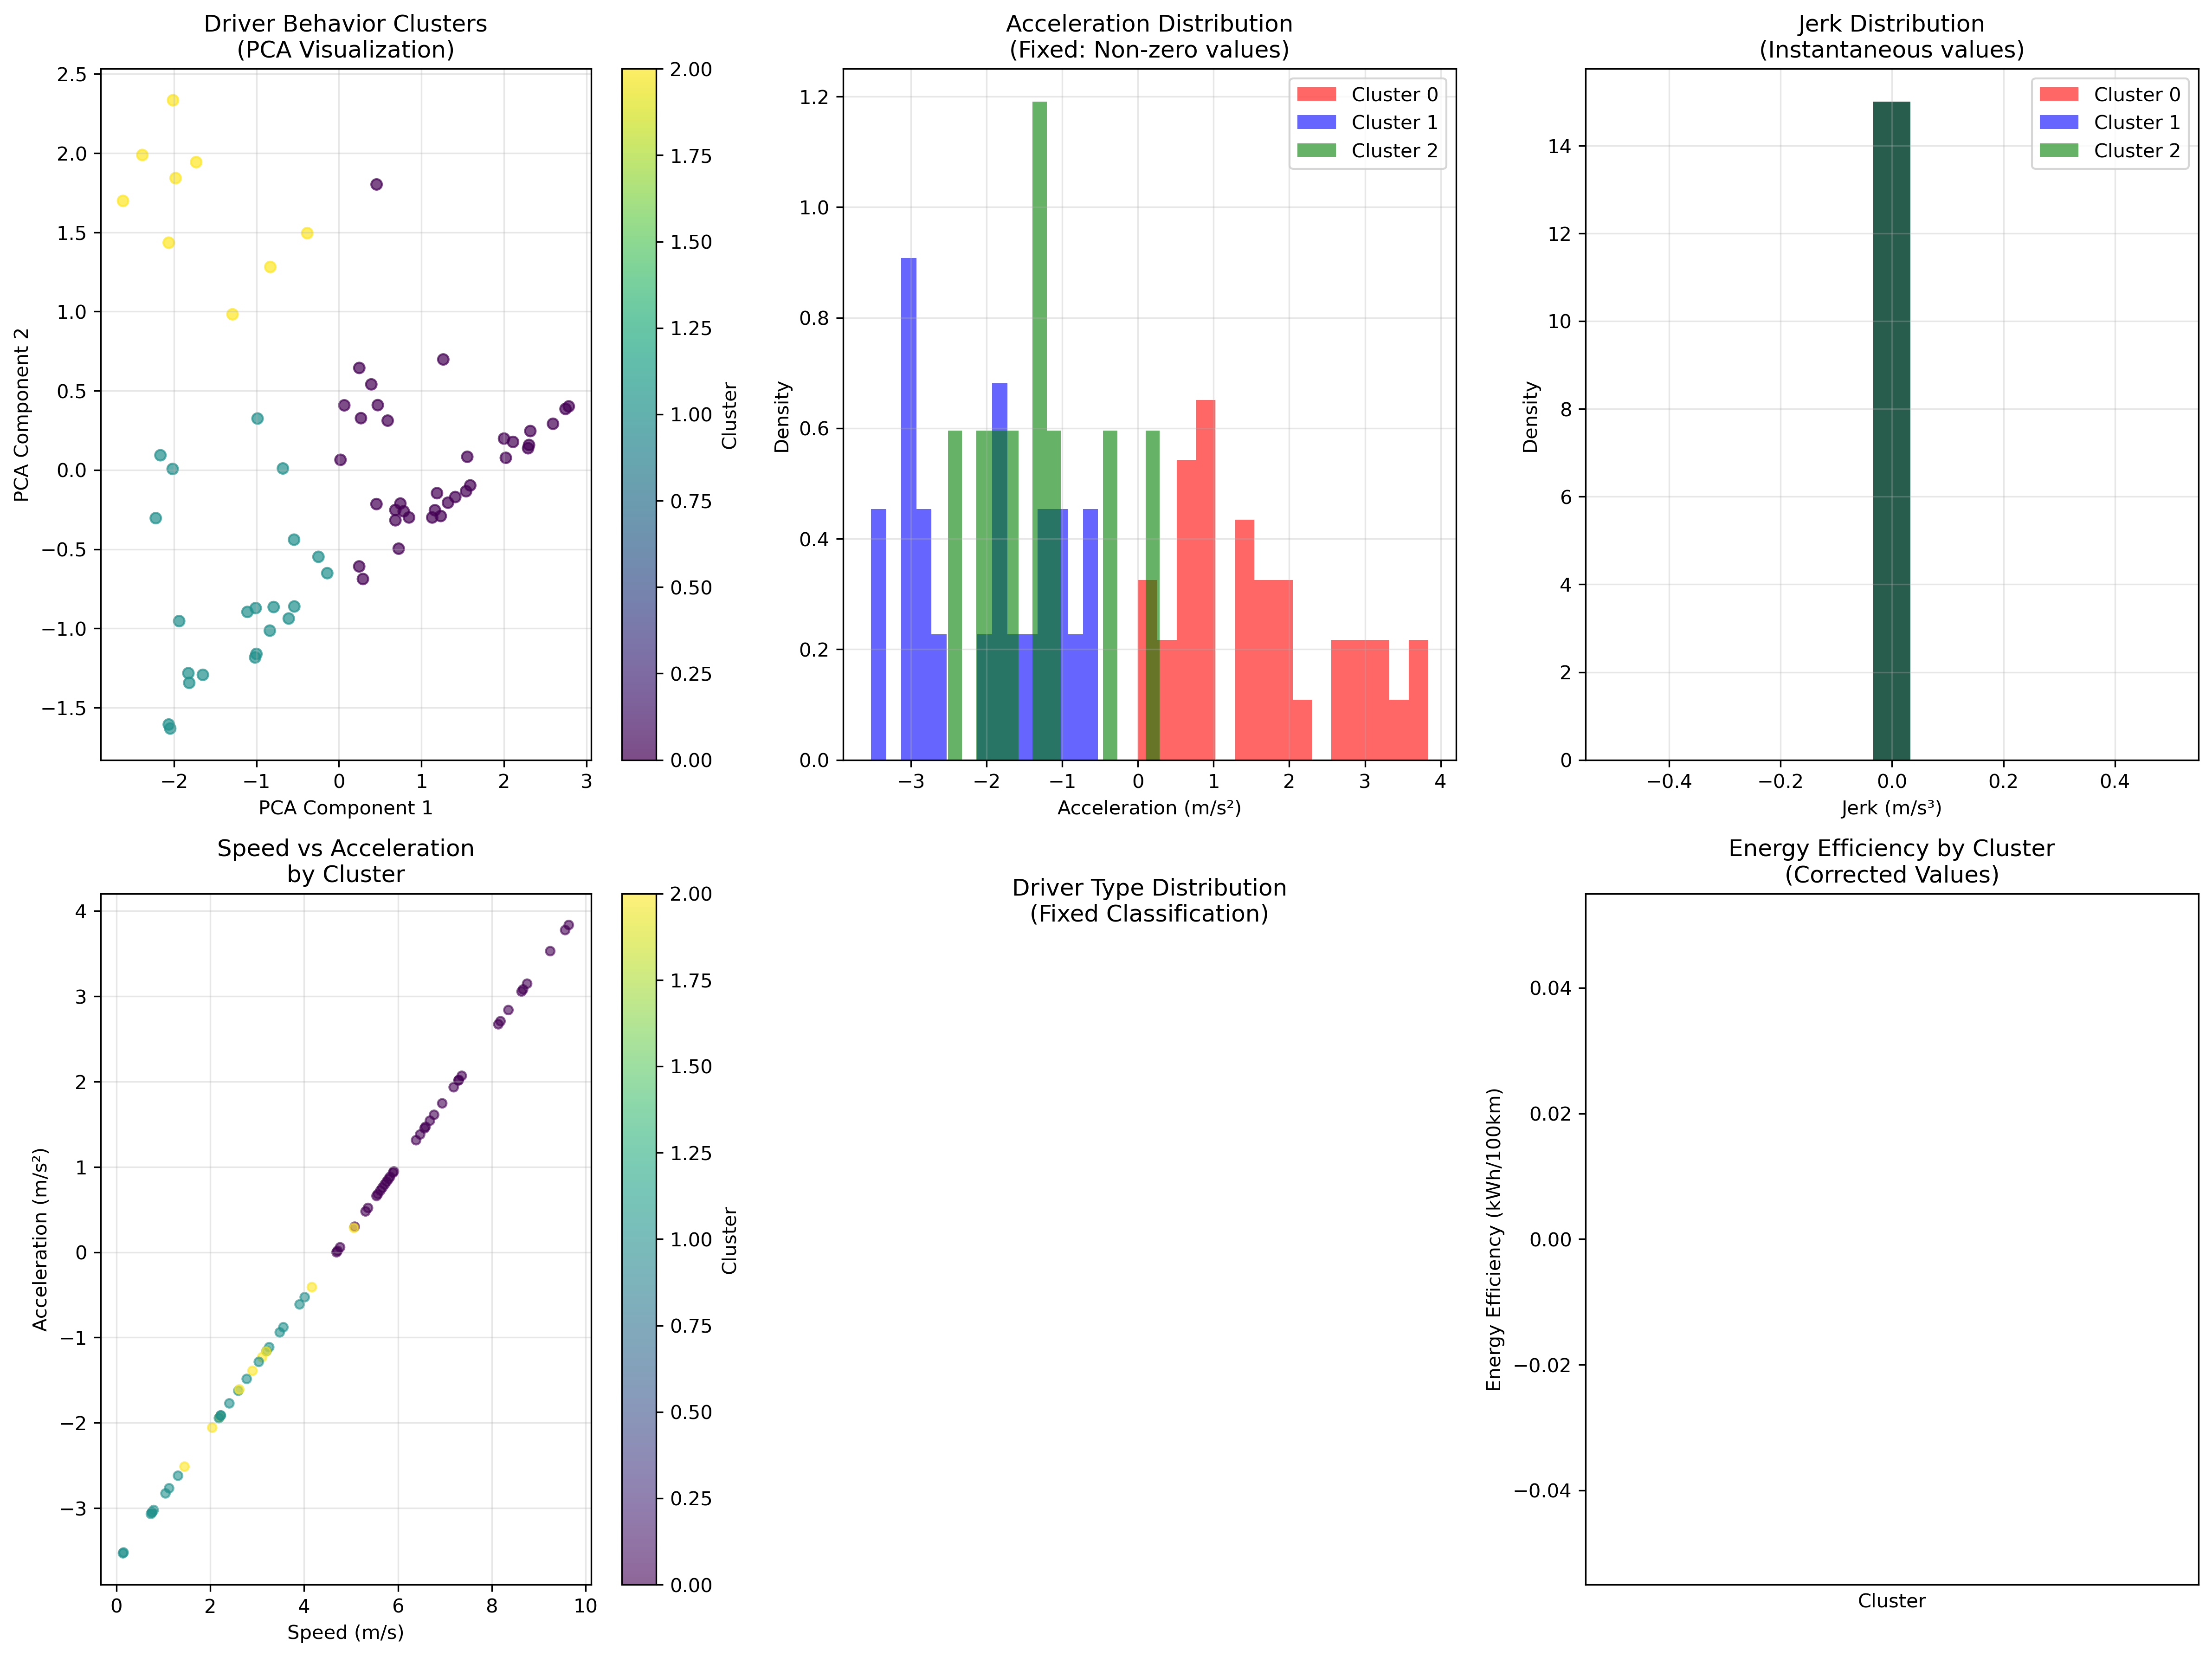 Driver Behavior Clusters
(PCA Visualization)
2.5
2.0
1.5
1.0
0.5
0.0
−0.5
−1.0
−1.5
PCA Component 2
−2
−1
0
1
2
3
PCA Component 1
2.00
1.75
1.50
1.25
1.00
0.75
0.50
0.25
0.00
Cluster
Acceleration Distribution
(Fixed: Non-zero values)
Cluster 0
Cluster 1
Cluster 2
1.2
1.0
0.8
0.6
0.4
0.2
0.0
Density
−3
−2
−1
0
1
2
3
4
Acceleration (m/s²)
Jerk Distribution
(Instantaneous values)
Cluster 0
Cluster 1
Cluster 2
14
12
10
8
6
4
2
0
Density
−0.4
−0.2
0.0
0.2
0.4
Jerk (m/s³)
Speed vs Acceleration
by Cluster
4
3
2
1
0
−1
−2
−3
Acceleration (m/s²)
0
2
4
6
8
10
Speed (m/s)
2.00
1.75
1.50
1.25
1.00
0.75
0.50
0.25
0.00
Cluster
Driver Type Distribution
(Fixed Classification)
Energy Efficiency by Cluster
(Corrected Values)
0.04
0.02
0.00
−0.02
−0.04
Energy Efficiency (kWh/100km)
Cluster